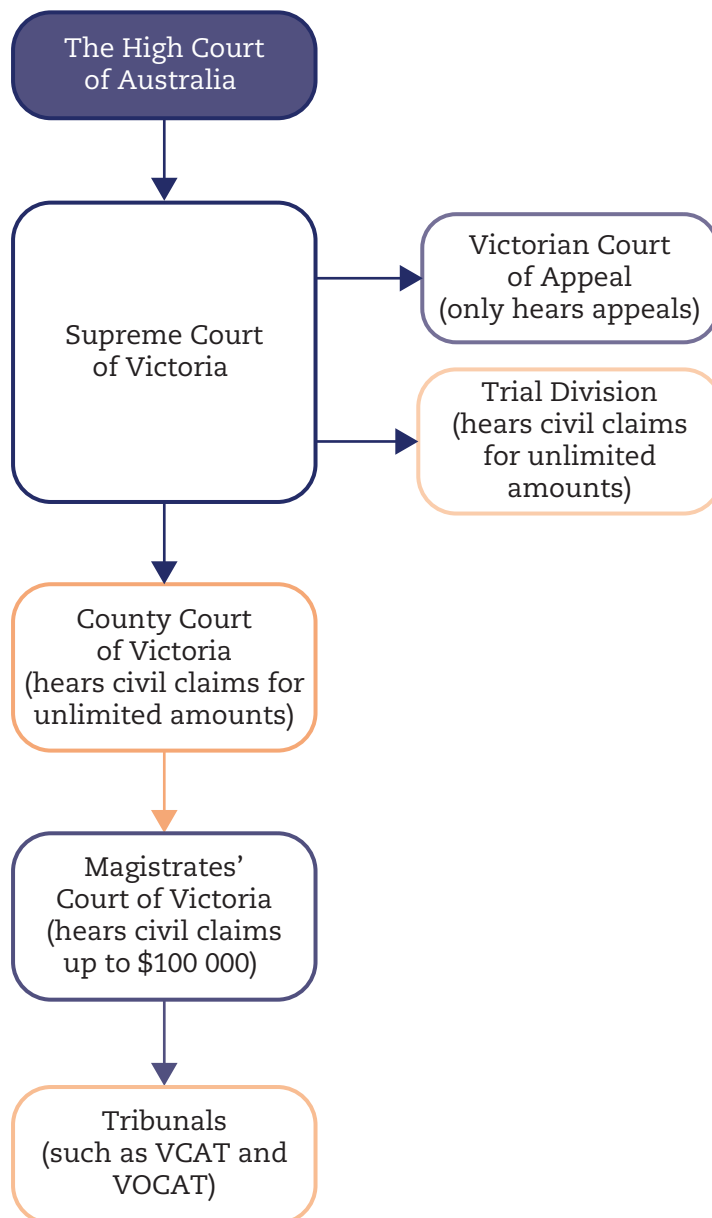 The High Court
of Australia
Supreme Court
of Victoria
Victorian Court
of Appeal
(only hears appeals)
Trial Division
(hears civil claims
for unlimited
amounts)
County Court
of Victoria
(hears civil claims for
unlimited amounts)
Magistrates’
Court of Victoria
(hears civil claims
up to $100 000)
Tribunals
(such as VCAT and
VOCAT)